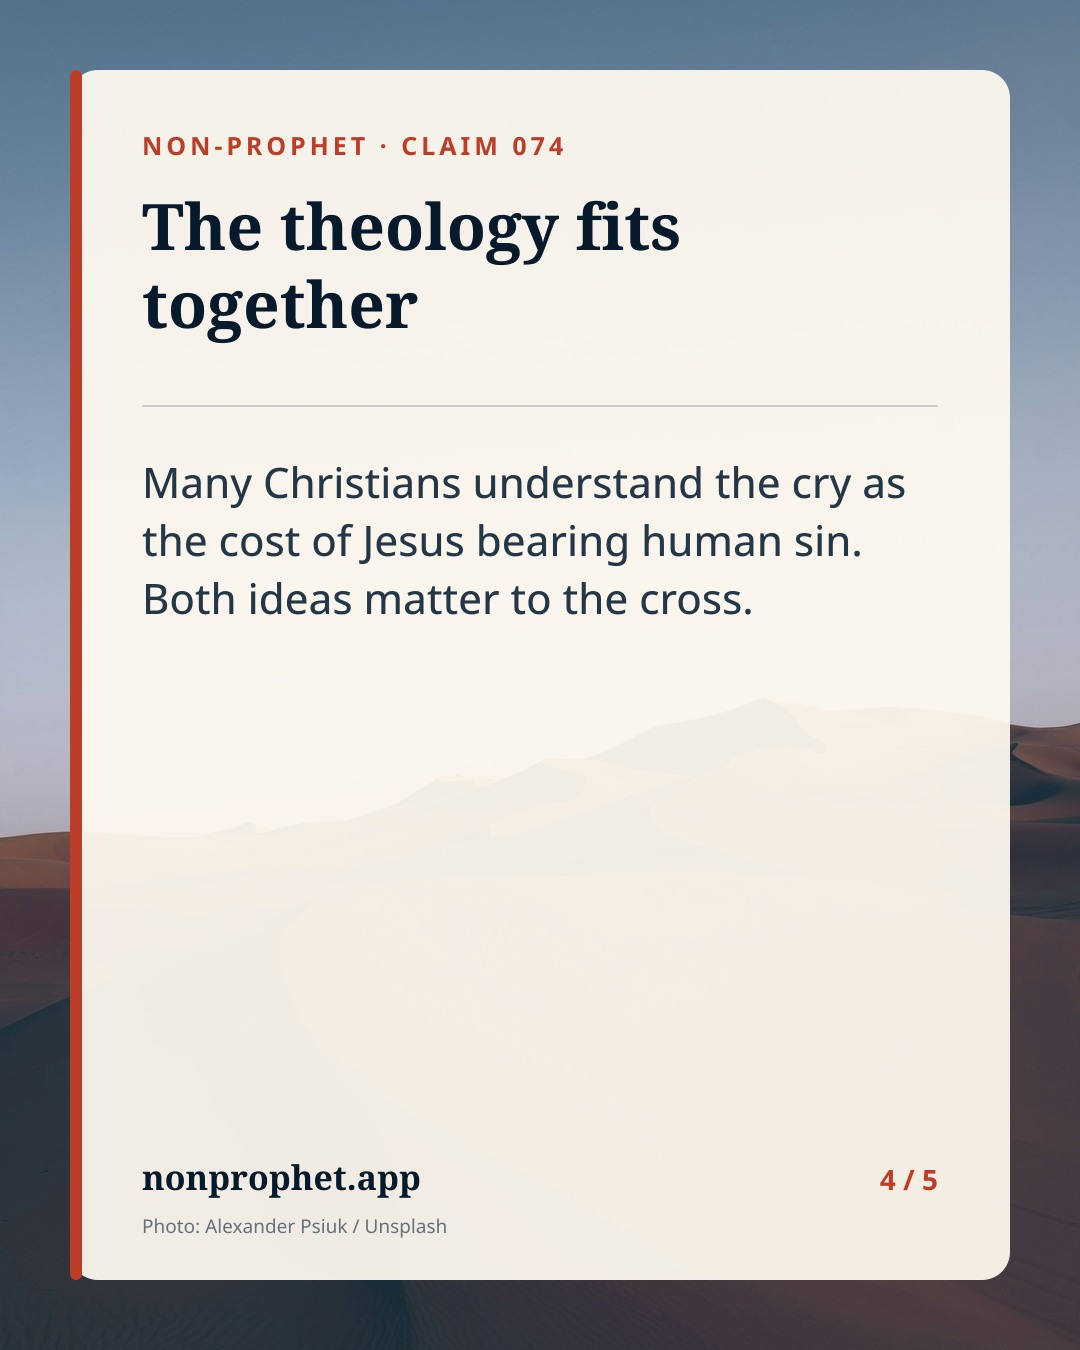 NON-PROPHET · CLAIM 074
The theology fits
together
Many Christians understand the cry as
the cost of Jesus bearing human sin.
Both ideas matter to the cross.
nonprophet.app
4 / 5
Photo: Alexander Psiuk / Unsplash